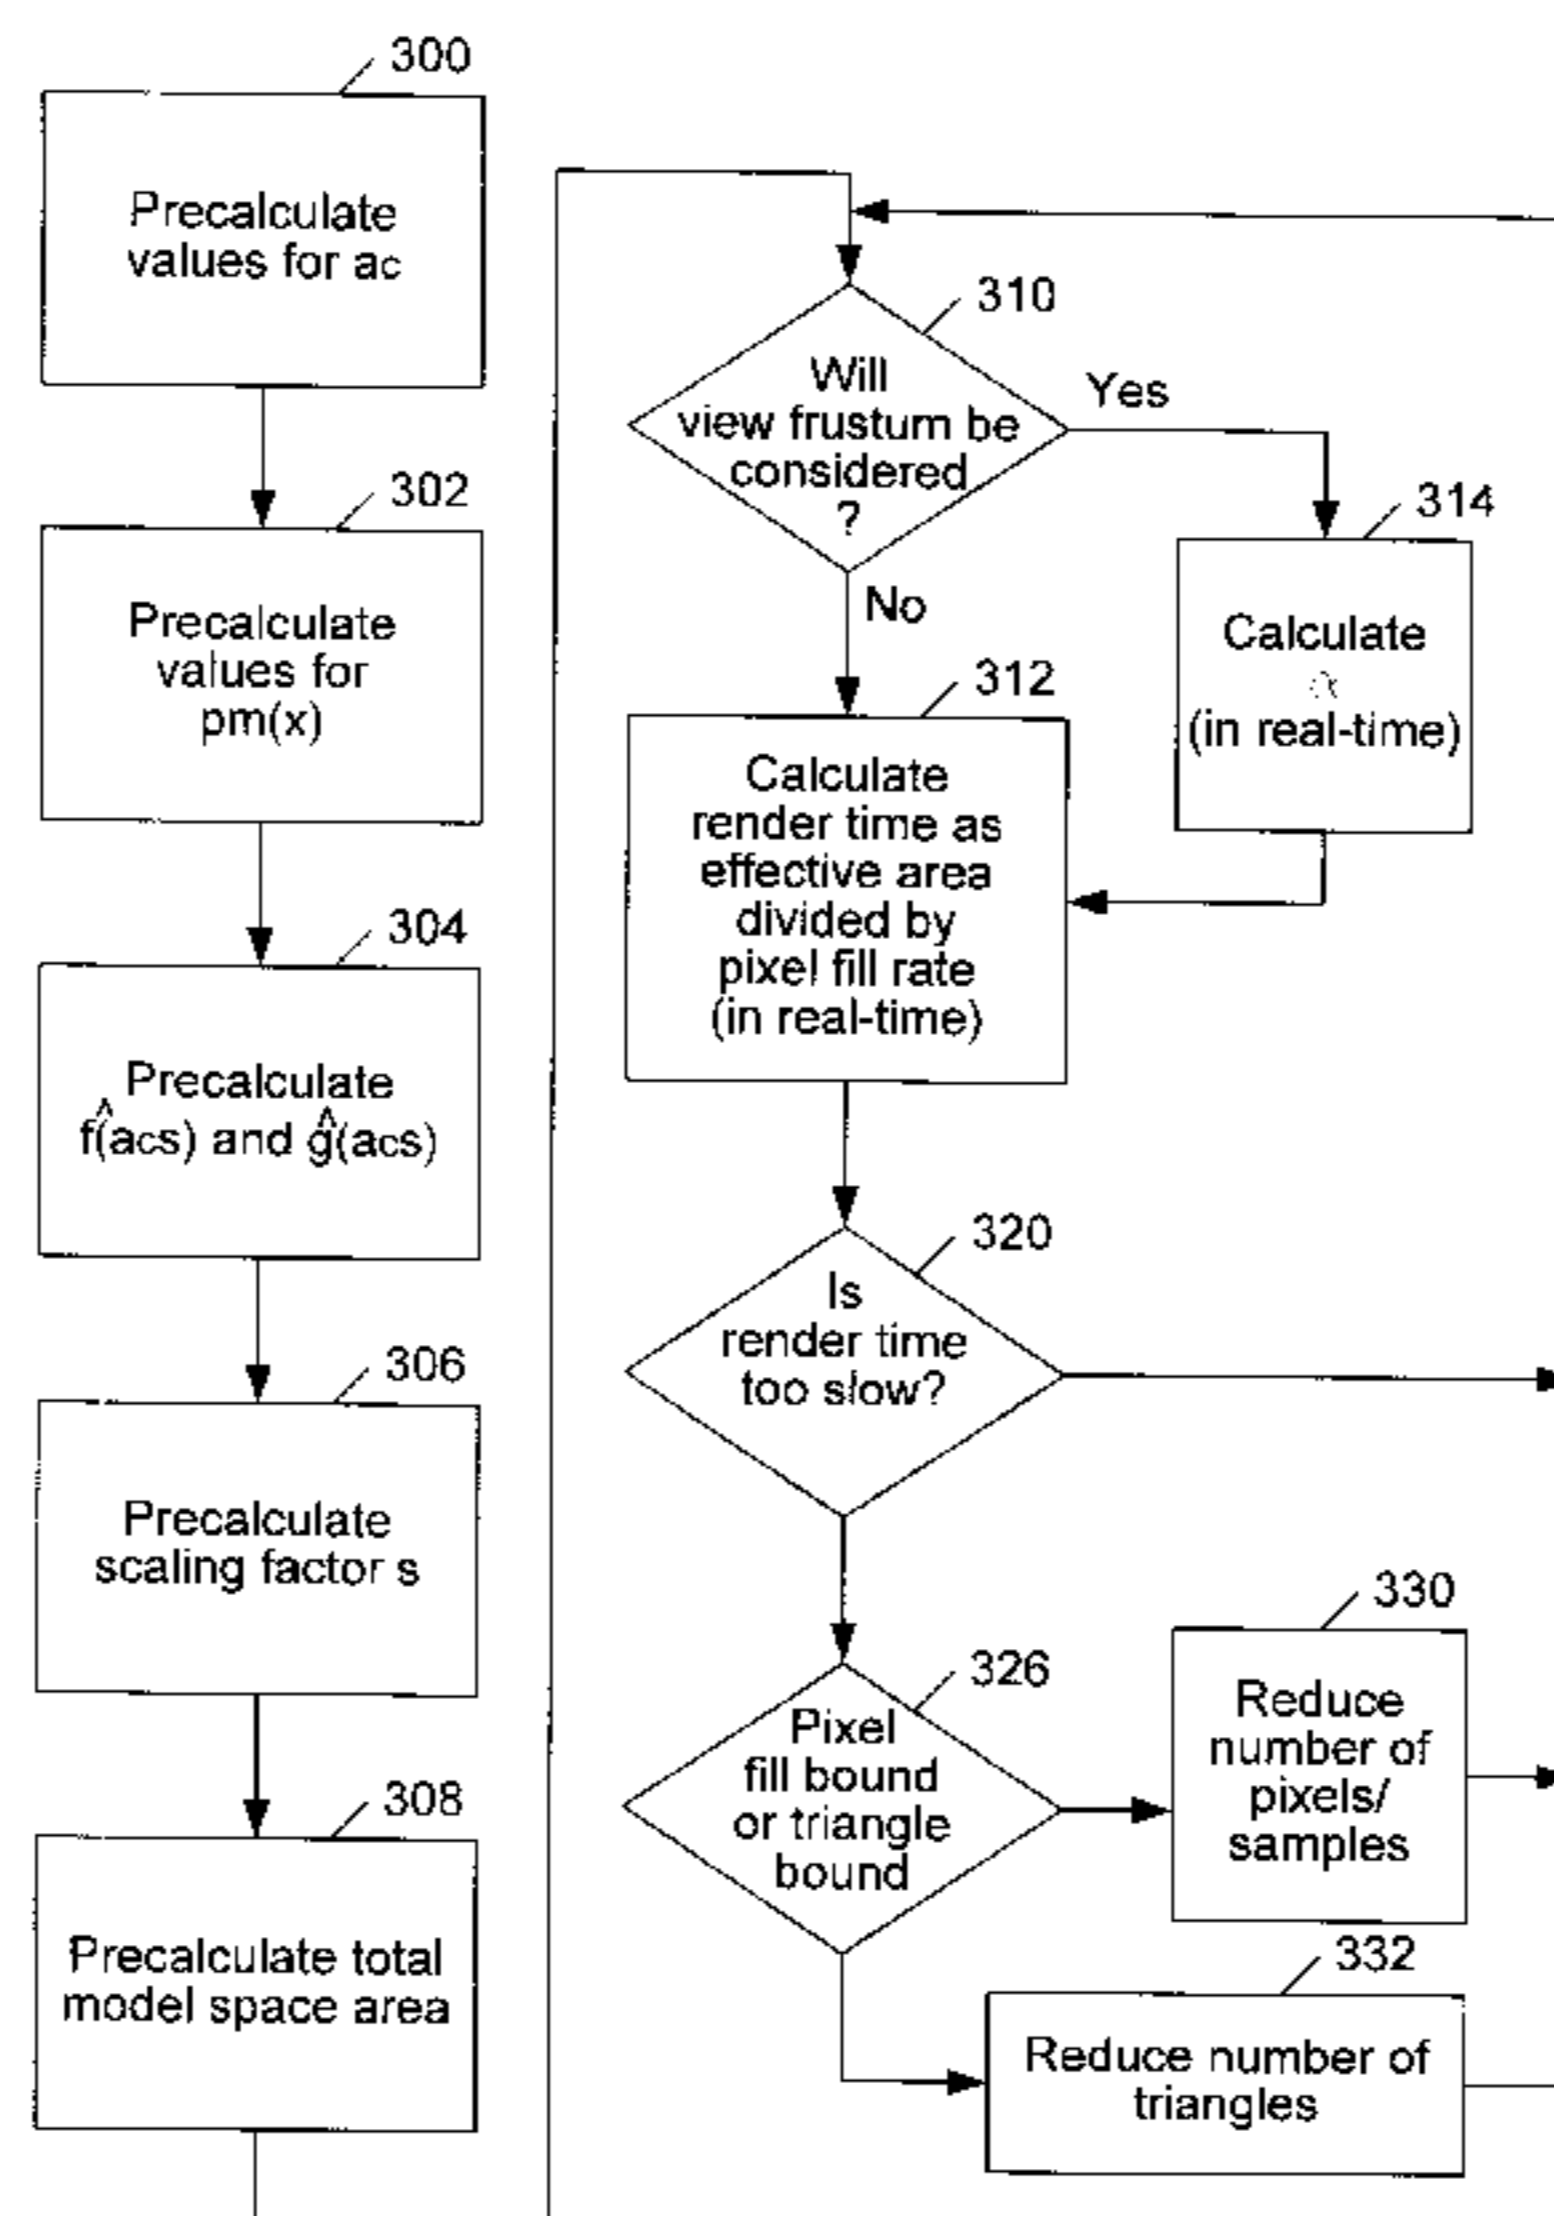 300
Precalculate
values for ac
302
Precalculate
values for
pm(x)
304
Precalculate
f̂(acs) and ĝ(acs)
306
Precalculate
scaling factor s
308
Precalculate total
model space area
310
Will
view frustum be
considered
?
Yes
No
314
Calculate
α
(in real-time)
312
Calculate
render time as
effective area
divided by
pixel fill rate
(in real-time)
320
Is
render time
too slow?
326
Pixel
fill bound
or triangle
bound
330
Reduce
number of
pixels/
samples
332
Reduce number of
triangles